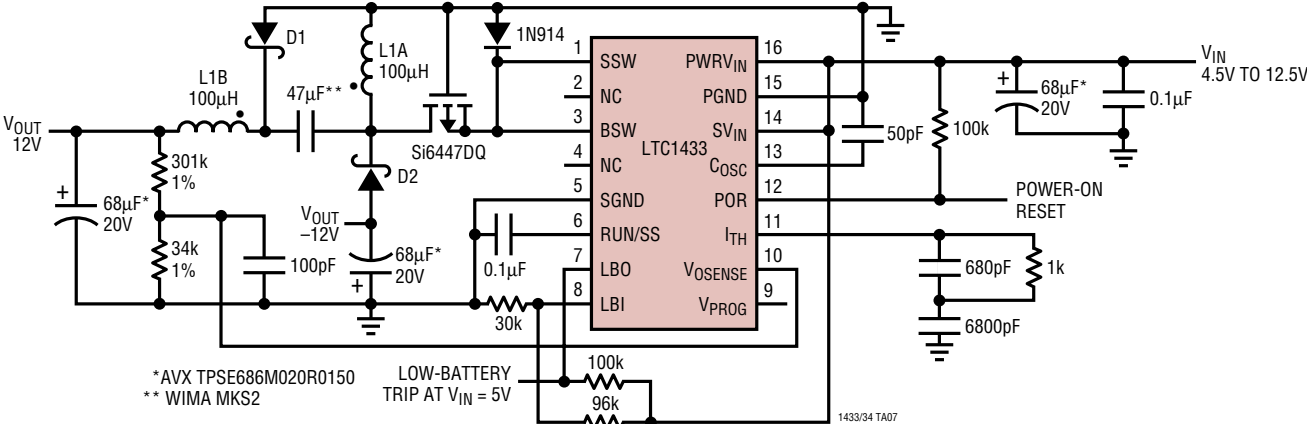 D1
L1B
100µH
L1A
100µH
47µF**
1N914
Si6447DQ
D2
VOUT
12V
301k
1%
68µF*
20V
34k
1%
100pF
VOUT
–12V
68µF*
20V
0.1µF
30k
1
SSW
2
NC
3
BSW
4
NC
5
SGND
6
RUN/SS
7
LBO
8
LBI
LTC1433
16
PWRVIN
15
PGND
14
SVIN
13
COSC
12
POR
11
ITH
10
VOSENSE
9
VPROG
50pF
100k
68µF*
20V
0.1µF
VIN
4.5V TO 12.5V
POWER-ON
RESET
680pF
1k
6800pF
LOW-BATTERY
TRIP AT VIN = 5V
100k
96k
*AVX TPSE686M020R0150
** WIMA MKS2
1433/34 TA07
+
+
+